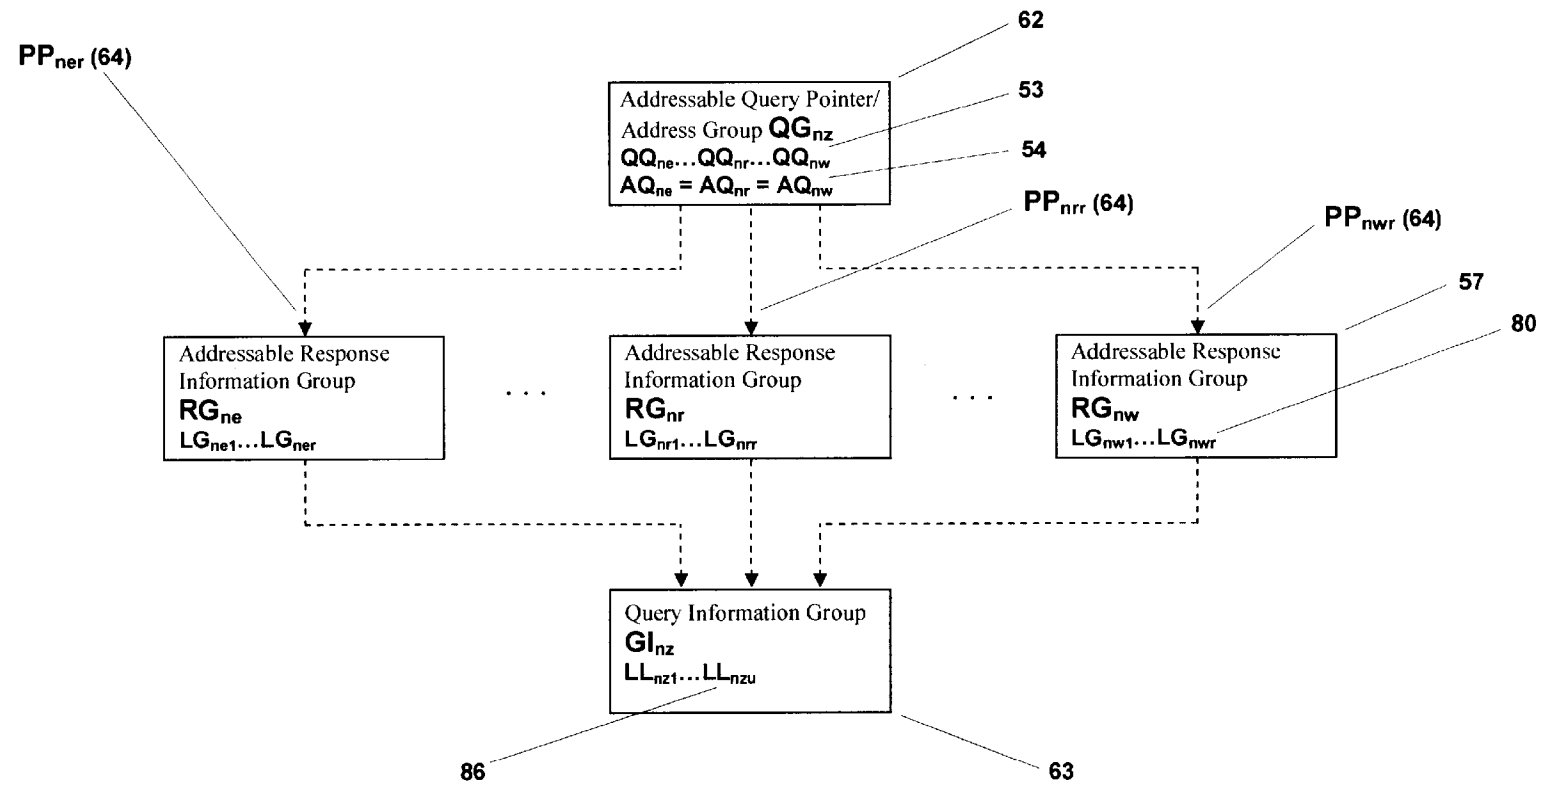 62
PPner (64)
Addressable Query Pointer/
Address Group QGnz
QQne...QQnr...QQnw
AQne = AQnr = AQnw
53
54
PPnrr (64)
PPnwr (64)
57
80
Addressable Response
Information Group
RGne
LGne1...LGner
. . .
Addressable Response
Information Group
RGnr
LGnr1...LGnrr
. . .
Addressable Response
Information Group
RGnw
LGnw1...LGnwr
Query Information Group
GInz
LLnz1...LLnzu
86
63